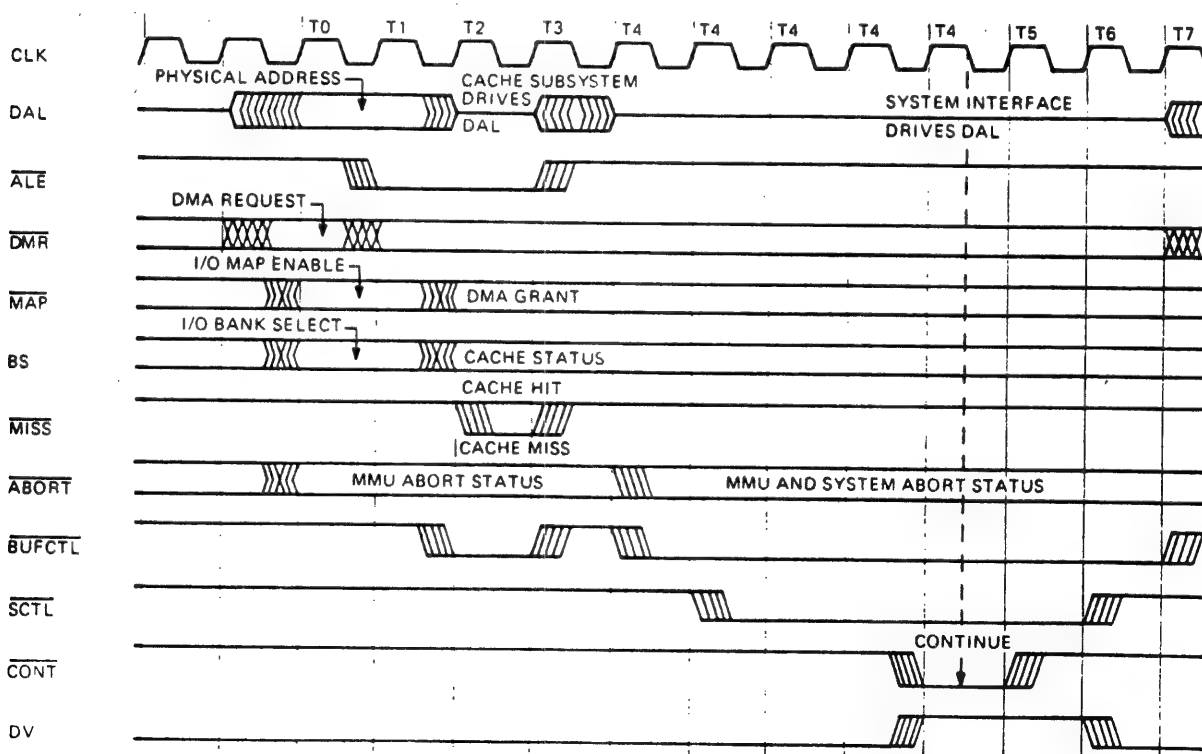 T0 T1 T2 T3 T4 T4 T4 T4 T4 T5 T6 T7
CLK
PHYSICAL ADDRESS
CACHE SUBSYSTEM
DRIVES
DAL
DAL
SYSTEM INTERFACE
DRIVES DAL
ALE
DMA REQUEST
DMR
I/O MAP ENABLE
MAP
DMA GRANT
I/O BANK SELECT
BS
CACHE STATUS
CACHE HIT
MISS
CACHE MISS
ABORT
MMU ABORT STATUS
MMU AND SYSTEM ABORT STATUS
BUFCTL
SCTL
CONTINUE
CONT
DV